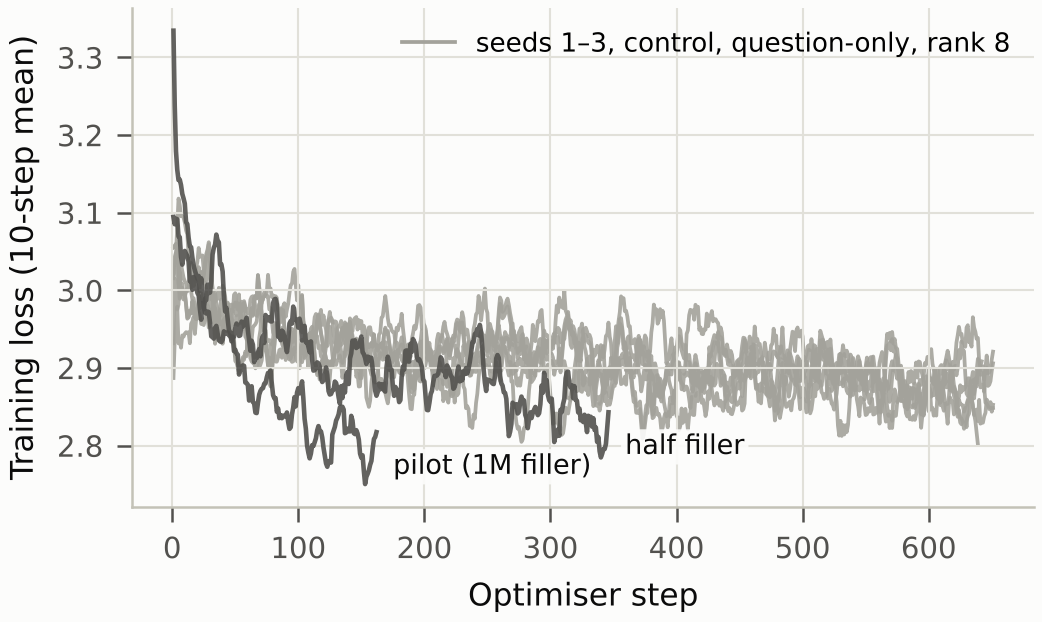 seeds 1–3, control, question-only, rank 8
Training loss (10-step mean)
3.3
3.2
3.1
3.0
2.9
2.8
half filler
pilot (1M filler)
0 100 200 300 400 500 600
Optimiser step